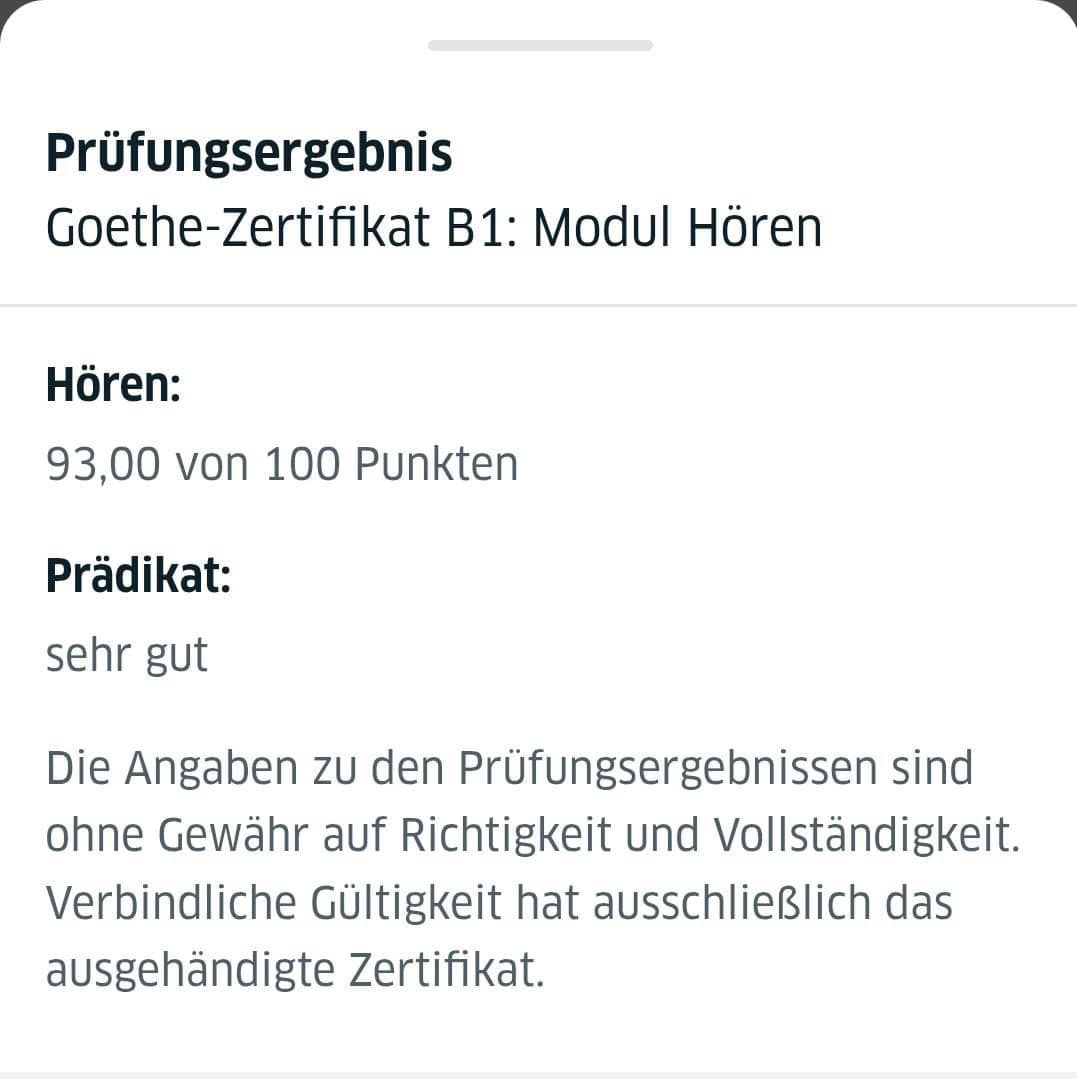 Prüfungsergebnis
Goethe-Zertifikat B1: Modul Hören
Hören:
93,00 von 100 Punkten
Prädikat:
sehr gut
Die Angaben zu den Prüfungsergebnissen sind
ohne Gewähr auf Richtigkeit und Vollständigkeit.
Verbindliche Gültigkeit hat ausschließlich das
ausgehändigte Zertifikat.